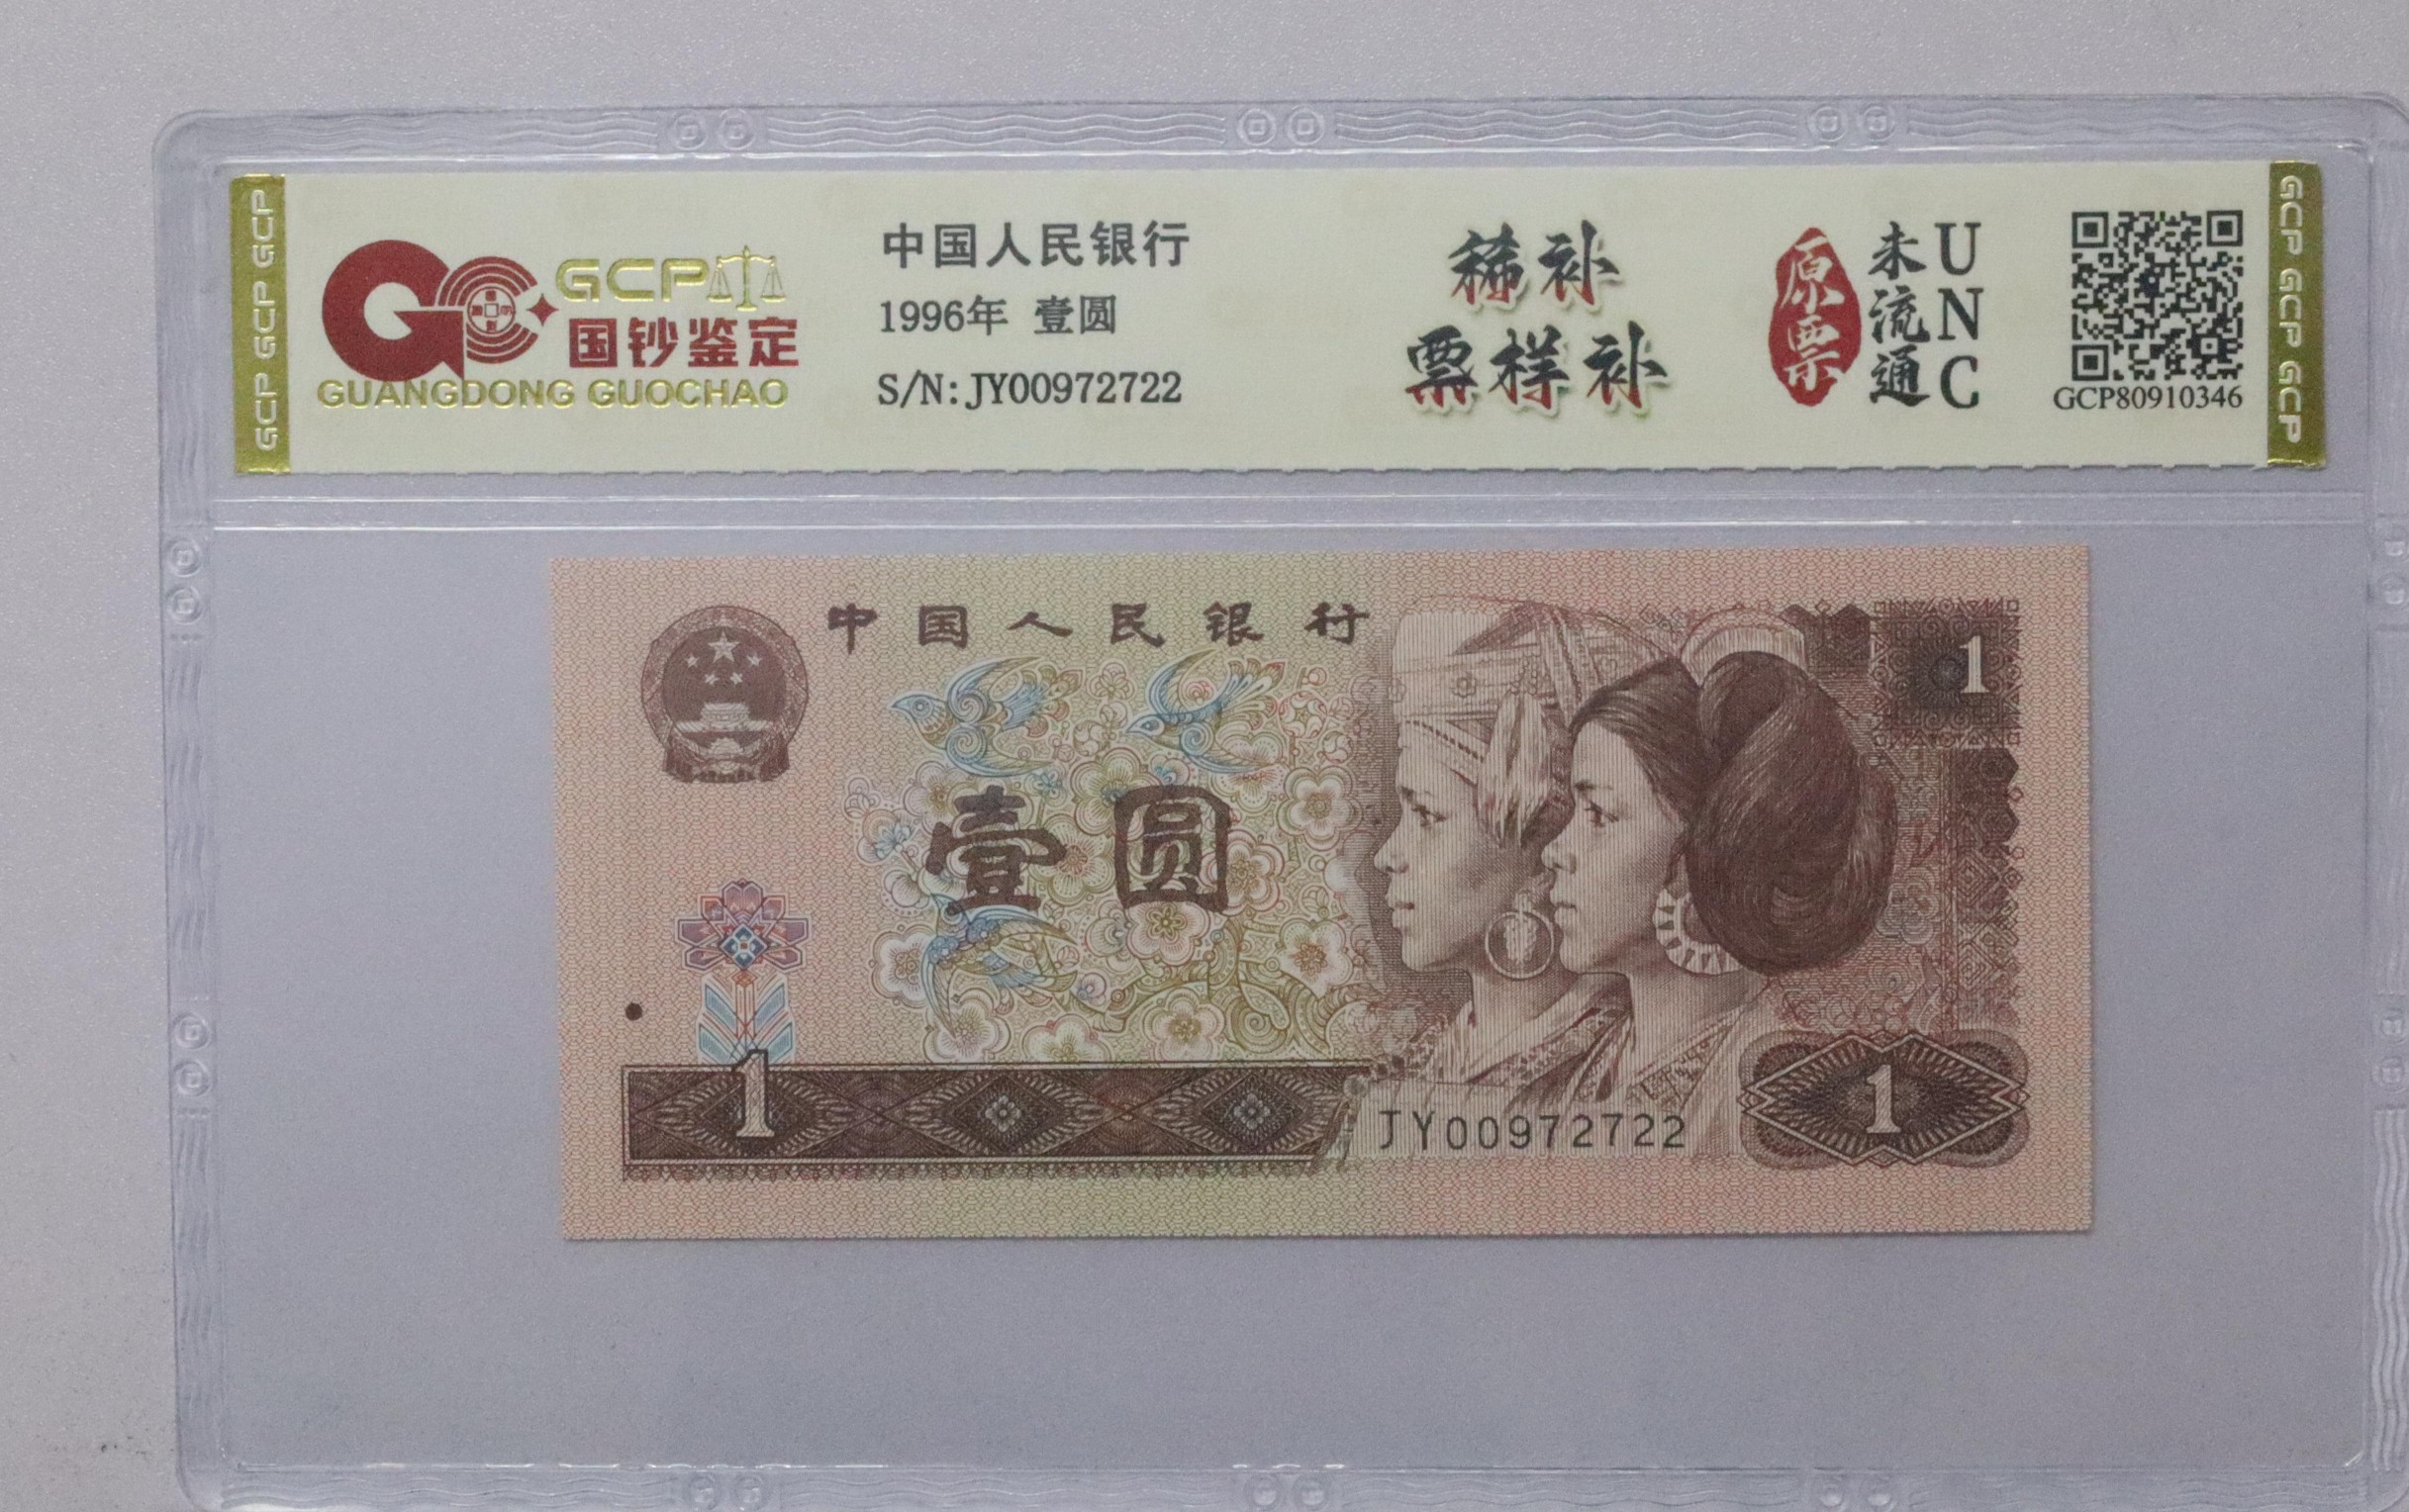 GCP GCP GCP
GCP
国钞鉴定
GUANGDONG GUOCHAO
中国人民银行
1996年 壹圆
S/N: JY00972722
稀补
票样补
原票
未流通
UNC
GCP80910346
GCP GCP GCP
中国人民银行
1
壹圆
1
JY00972722
1